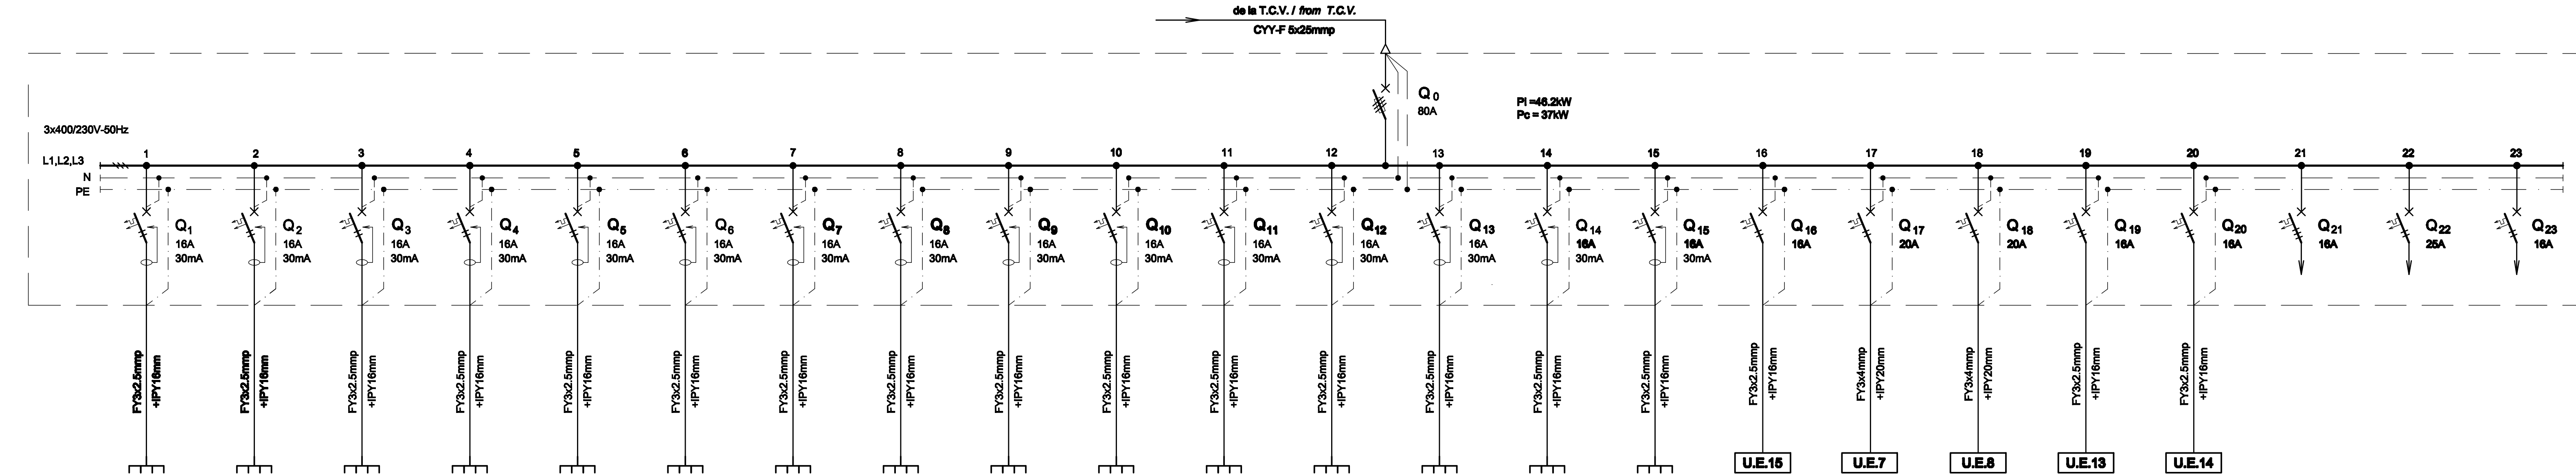 de la T.C.V. / from T.C.V.
CYY-F 5x25mmp
Q0
80A
Pi =46.2kW
Pc = 37kW
3x400/230V-50Hz
L1,L2,L3
N
PE
1 2 3 4 5 6 7 8 9 10 11 12 13 14 15 16 17 18 19 20 21 22 23
Q1 Q2 Q3 Q4 Q5 Q6 Q7 Q8 Q9 Q10 Q11 Q12 Q13 Q14 Q15 Q16 Q17 Q18 Q19 Q20 Q21 Q22 Q23
16A 16A 16A 16A 16A 16A 16A 16A 16A 16A 16A 16A 16A 16A 16A 16A 20A 20A 16A 16A 16A 25A 16A
30mA 30mA 30mA 30mA 30mA 30mA 30mA 30mA 30mA 30mA 30mA 30mA 30mA 30mA 30mA
FY3x2.5mmp
+IPY16mm
FY3x2.5mmp
+IPY16mm
FY3x2.5mmp
+IPY16mm
FY3x2.5mmp
+IPY16mm
FY3x2.5mmp
+IPY16mm
FY3x2.5mmp
+IPY16mm
FY3x2.5mmp
+IPY16mm
FY3x2.5mmp
+IPY16mm
FY3x2.5mmp
+IPY16mm
FY3x2.5mmp
+IPY16mm
FY3x2.5mmp
+IPY16mm
FY3x2.5mmp
+IPY16mm
FY3x2.5mmp
+IPY16mm
FY3x2.5mmp
+IPY16mm
FY3x2.5mmp
+IPY16mm
FY3x2.5mmp
+IPY16mm
FY3x4mmp
+IPY20mm
FY3x4mmp
+IPY20mm
FY3x2.5mmp
+IPY16mm
FY3x2.5mmp
+IPY16mm
U.E.15 U.E.7 U.E.8 U.E.13 U.E.14